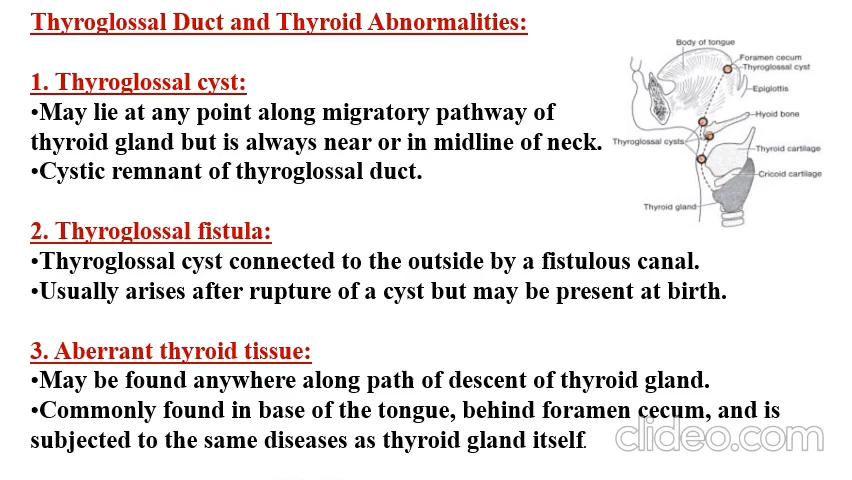 Thyroglossal Duct and Thyroid Abnormalities:
1. Thyroglossal cyst:
•May lie at any point along migratory pathway of
thyroid gland but is always near or in midline of neck.
•Cystic remnant of thyroglossal duct.
Body of tongue
Foramen cecum
Thyroglossal cyst
Epiglottis
Hyoid bone
Thyroglossal cysts
Thyroid cartilage
Cricoid cartilage
Thyroid gland
2. Thyroglossal fistula:
•Thyroglossal cyst connected to the outside by a fistulous canal.
•Usually arises after rupture of a cyst but may be present at birth.
3. Aberrant thyroid tissue:
•May be found anywhere along path of descent of thyroid gland.
•Commonly found in base of the tongue, behind foramen cecum, and is
subjected to the same diseases as thyroid gland itself.
clideo.com